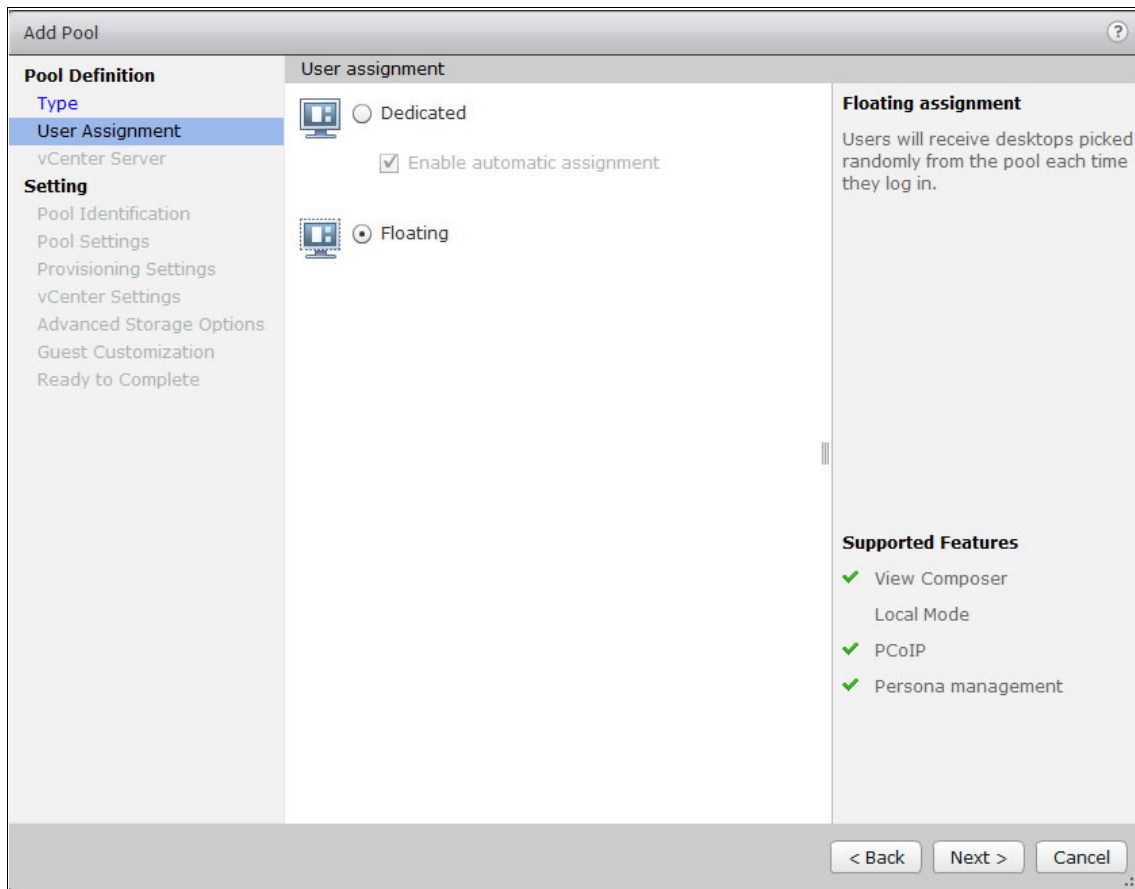 Add Pool
?
Pool Definition
Type
User Assignment
vCenter Server
Setting
Pool Identification
Pool Settings
Provisioning Settings
vCenter Settings
Advanced Storage Options
Guest Customization
Ready to Complete
User assignment
Dedicated
Enable automatic assignment
Floating
Floating assignment
Users will receive desktops picked
randomly from the pool each time
they log in.
Supported Features
View Composer
Local Mode
PCoIP
Persona management
< Back
Next >
Cancel